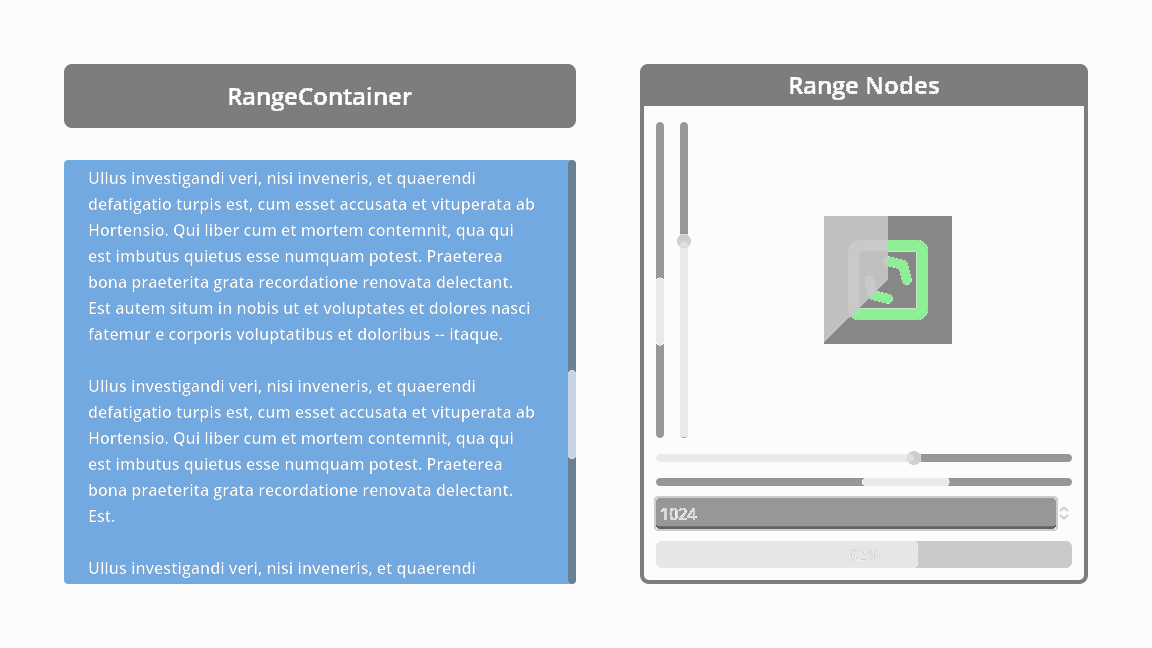 RangeContainer
Ullus investigandi veri, nisi inveneris, et quaerendi
defatigatio turpis est, cum esset accusata et vituperata ab
Hortensio. Qui liber cum et mortem contemnit, qua qui
est imbutus quietus esse numquam potest. Praeterea
bona praeterita grata recordatione renovata delectant.
Est autem situm in nobis ut et voluptates et dolores nasci
fatemur e corporis voluptatibus et doloribus -- itaque.
Ullus investigandi veri, nisi inveneris, et quaerendi
defatigatio turpis est, cum esset accusata et vituperata ab
Hortensio. Qui liber cum et mortem contemnit, qua qui
est imbutus quietus esse numquam potest. Praeterea
bona praeterita grata recordatione renovata delectant.
Est.
Ullus investigandi veri, nisi inveneris, et quaerendi
Range Nodes
1024